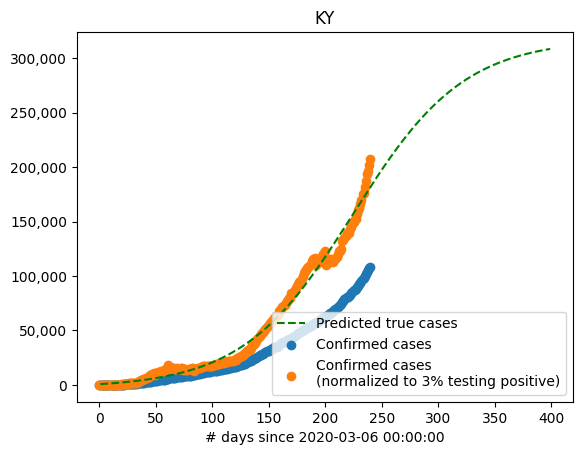 KY
300,000
250,000
200,000
150,000
100,000
50,000
0
Predicted true cases
Confirmed cases
Confirmed cases
(normalized to 3% testing positive)
0 50 100 150 200 250 300 350 400
# days since 2020-03-06 00:00:00